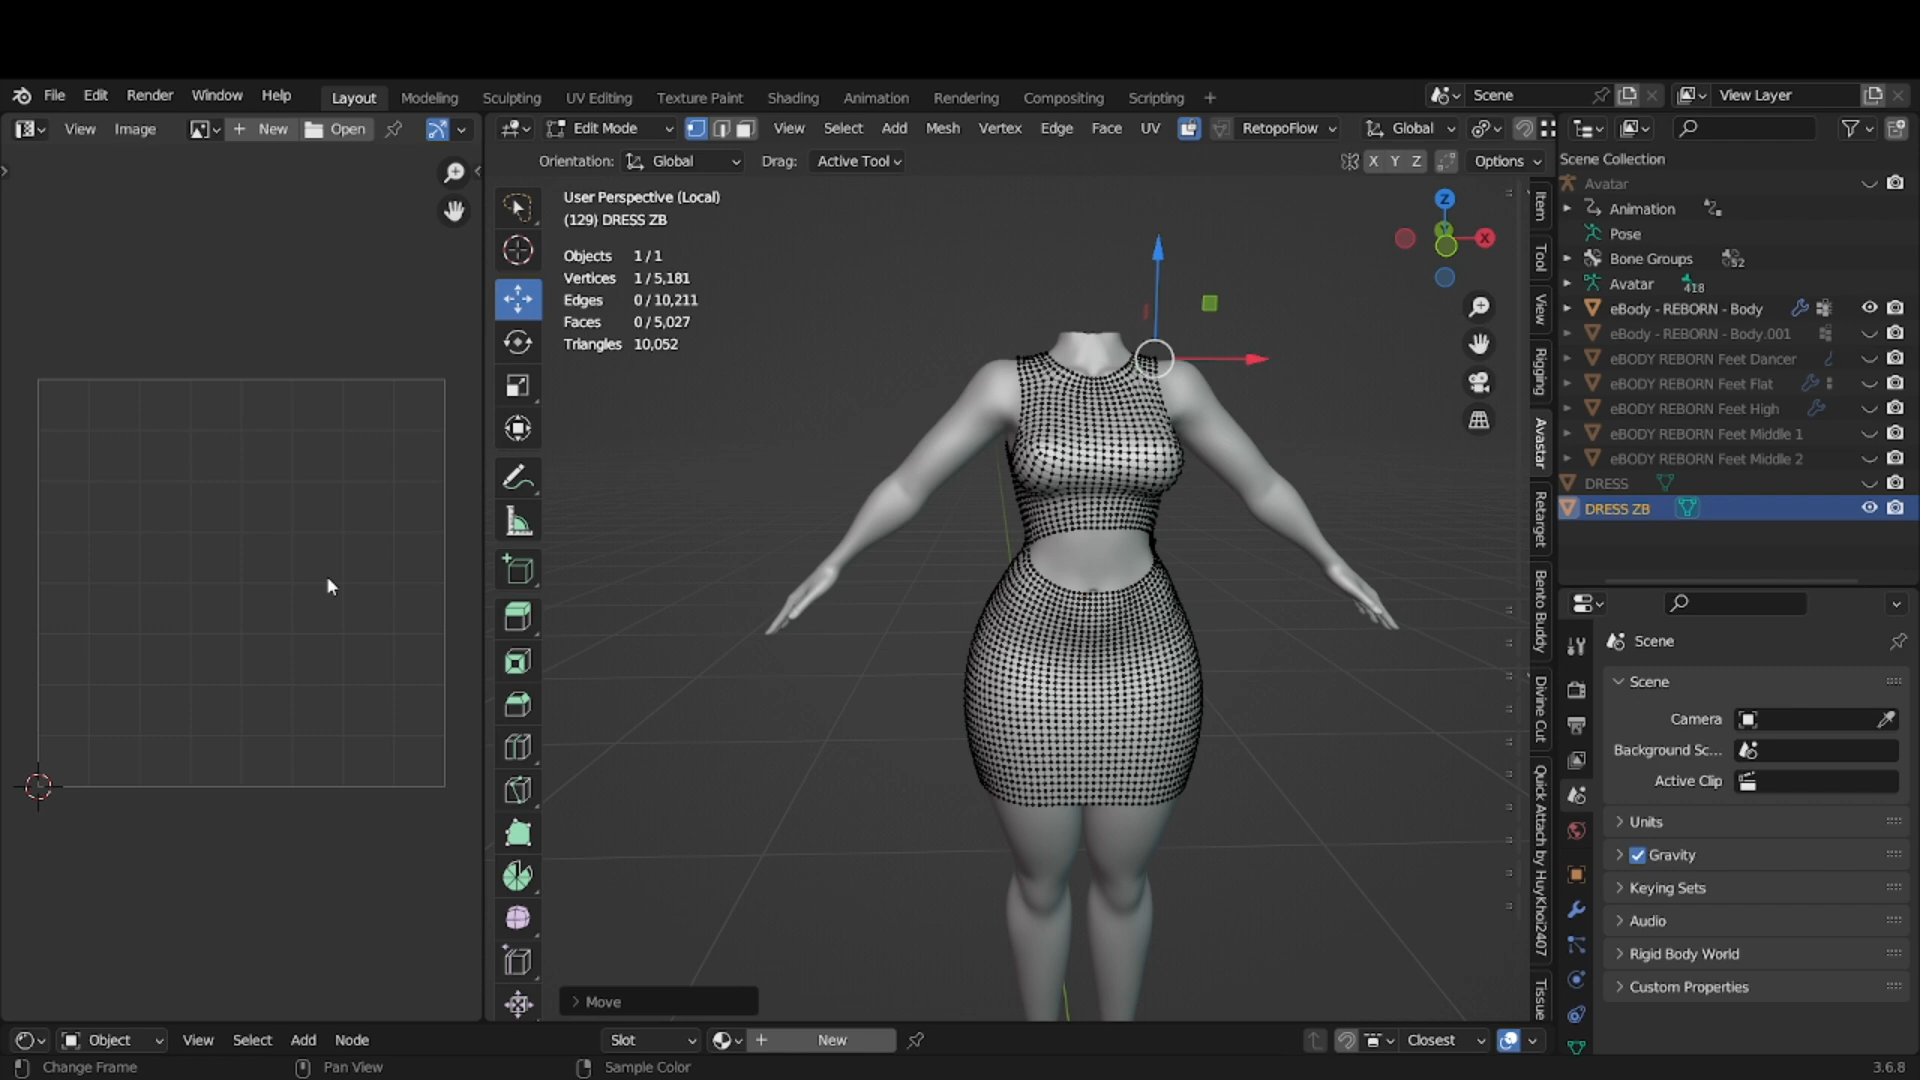 File Edit Render Window Help Layout Modeling Sculpting UV Editing Texture Paint Shading Animation Rendering Compositing Scripting + Scene View Layer
View Image + New Open Edit Mode View Select Add Mesh Vertex Edge Face UV RetopoFlow Global
Orientation: Global Drag: Active Tool X Y Z Options
User Perspective (Local)
(129) DRESS ZB
Objects 1 / 1
Vertices 1 / 5,181
Edges 0 / 10,211
Faces 0 / 5,027
Triangles 10,052
Z
Y
X
Item
Tool
View
Rigging
Avastar
Retarget
Bento Buddy
Divine Cut
Quick Attach by HuyKhoi2407
Tissue
Scene Collection
Avatar
Animation
Pose
Bone Groups 52
Avatar 418
eBody - REBORN - Body
eBody - REBORN - Body.001
eBODY REBORN Feet Dancer
eBODY REBORN Feet Flat
eBODY REBORN Feet High
eBODY REBORN Feet Middle 1
eBODY REBORN Feet Middle 2
DRESS
DRESS ZB
Scene
Scene
Camera
Background Sc...
Active Clip
Units
Gravity
Keying Sets
Audio
Rigid Body World
Custom Properties
Move
Object View Select Add Node Slot + New Closest
Change Frame Pan View Sample Color 3.6.8